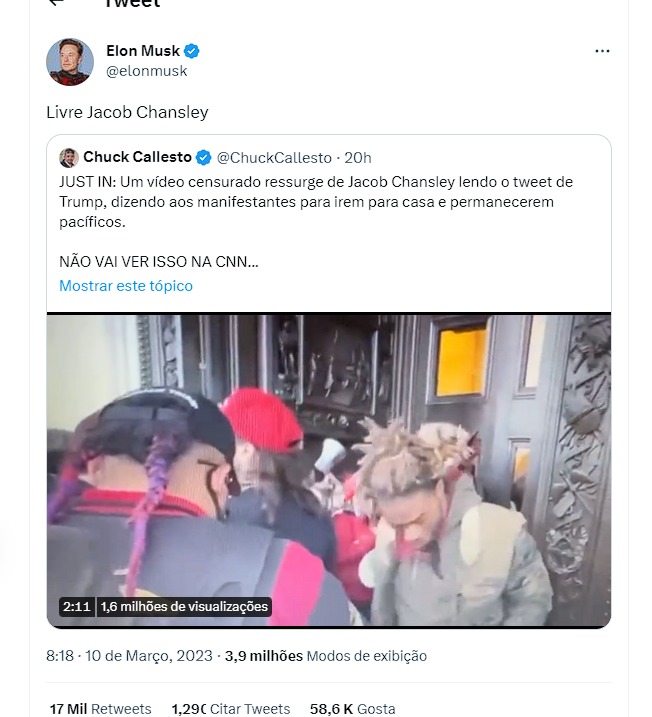 Tweet
Elon Musk
@elonmusk
Livre Jacob Chansley
Chuck Callesto @ChuckCallesto · 20h
JUST IN: Um vídeo censurado ressurge de Jacob Chansley lendo o tweet de
Trump, dizendo aos manifestantes para irem para casa e permanecerem
pacíficos.
NÃO VAI VER ISSO NA CNN...
Mostrar este tópico
2:11 1,6 milhões de visualizações
8:18 · 10 de Março, 2023 · 3,9 milhões Modos de exibição
17 Mil Retweets 1,29 Citar Tweets 58,6 K Gosta